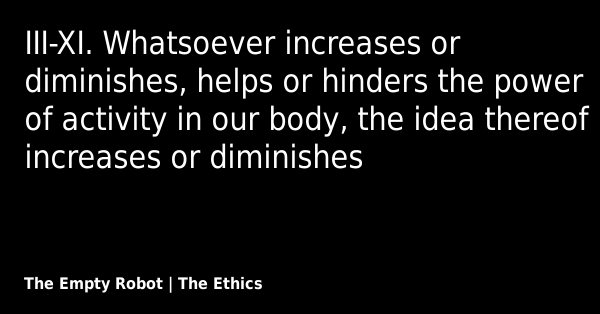 III-XI. Whatsoever increases or
diminishes, helps or hinders the power
of activity in our body, the idea thereof
increases or diminishes
The Empty Robot | The Ethics